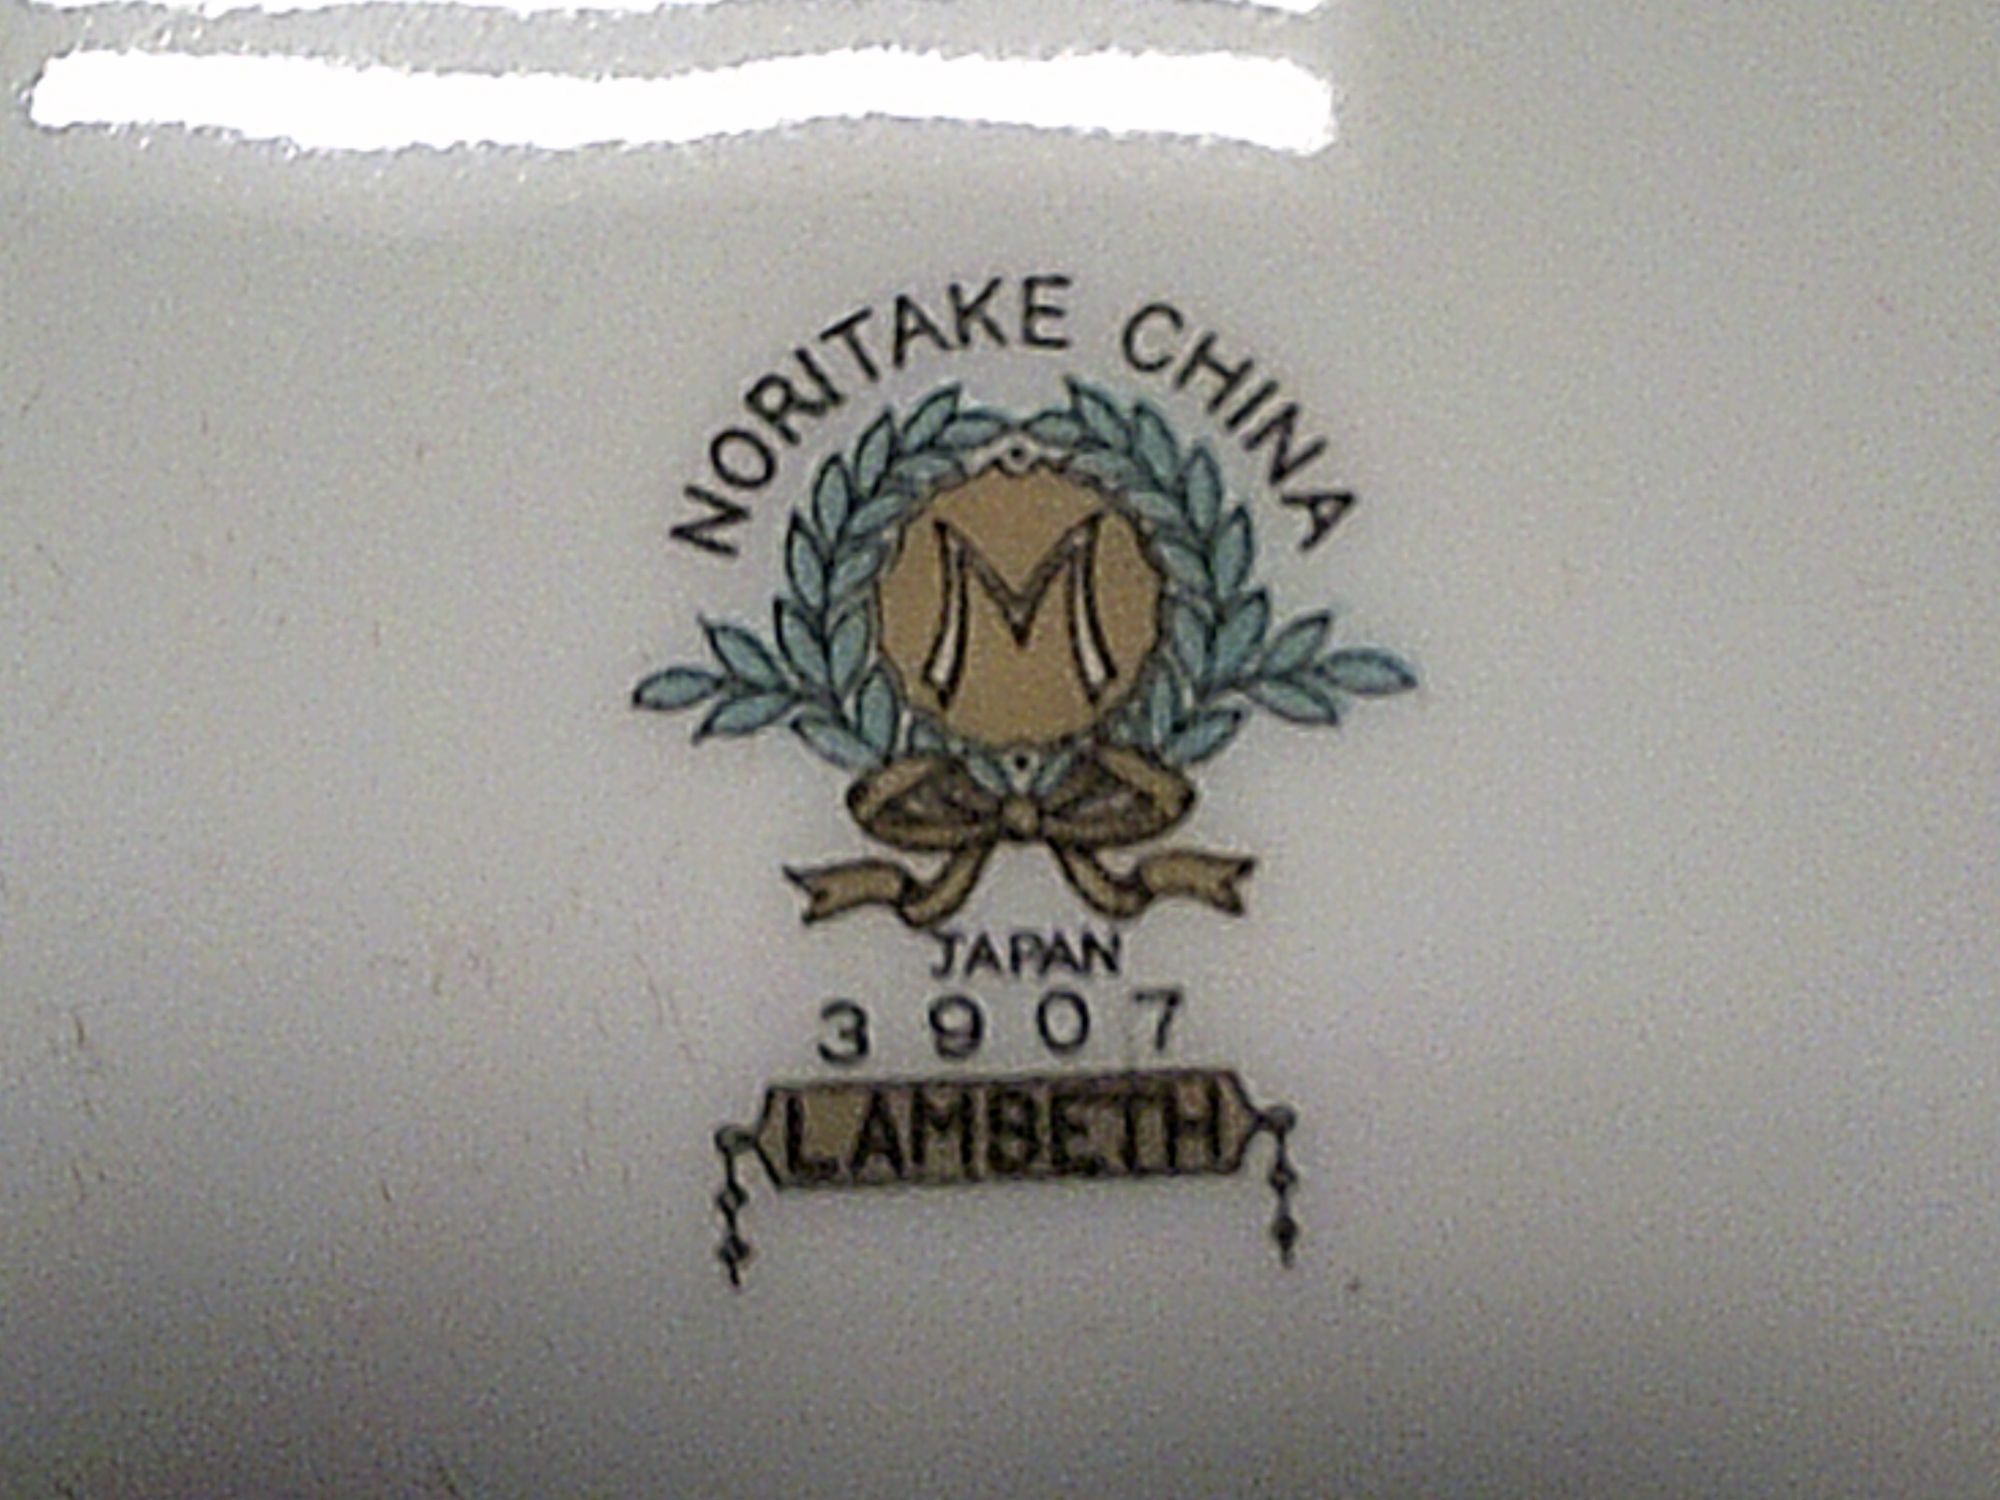 NORITAKE CHINA
M
JAPAN
3907
LAMBETH